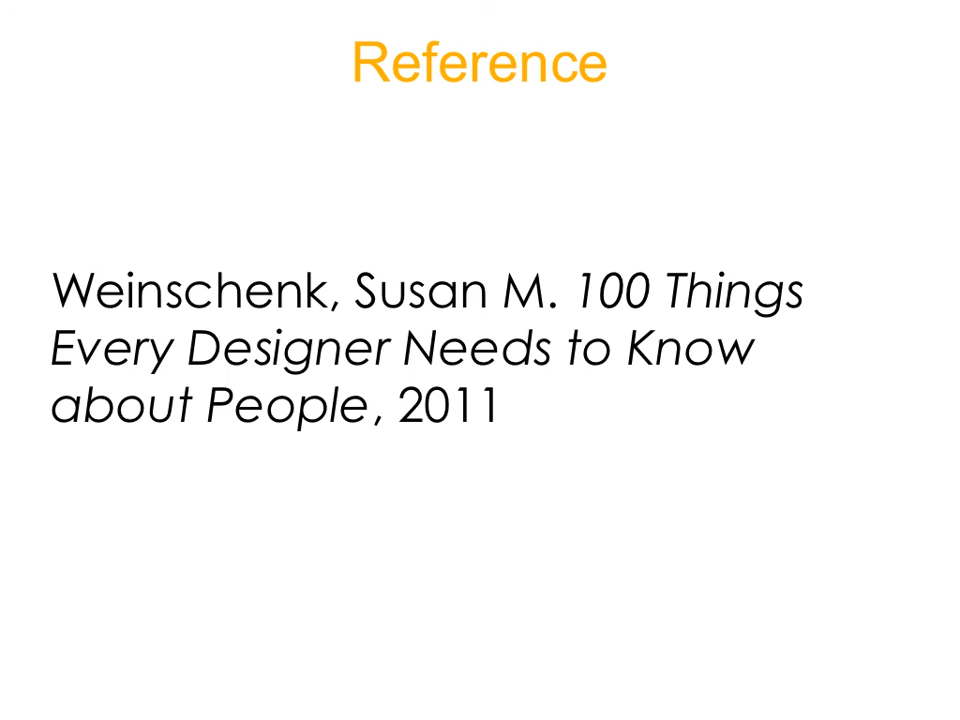 Reference
Weinschenk, Susan M. 100 Things
Every Designer Needs to Know
about People, 2011